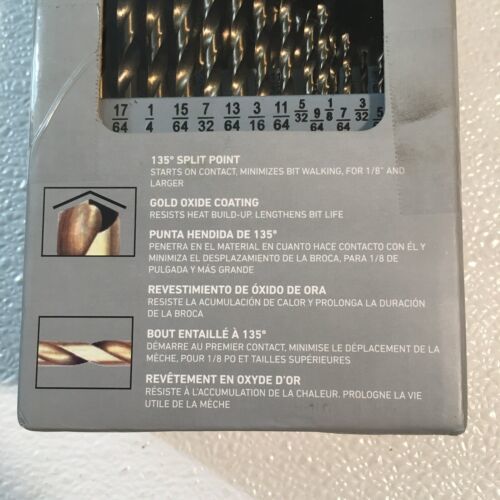 17/64 1/4 15/64 7/32 13/64 3/16 11/64 5/32 9/64 1/8 7/64 3/32 5
135° SPLIT POINT
STARTS ON CONTACT, MINIMIZES BIT WALKING, FOR 1/8" AND
LARGER
GOLD OXIDE COATING
RESISTS HEAT BUILD-UP. LENGTHENS BIT LIFE
PUNTA HENDIDA DE 135°
PENETRA EN EL MATERIAL EN CUANTO HACE CONTACTO CON ÉL Y
MINIMIZA EL DESPLAZAMIENTO DE LA BROCA, PARA 1/8 DE
PULGADA Y MÁS GRANDE
REVESTIMIENTO DE ÓXIDO DE ORA
RESISTE LA ACUMULACIÓN DE CALOR Y PROLONGA LA DURACIÓN
DE LA BROCA
BOUT ENTAILLÉ À 135°
DÉMARRE AU PREMIER CONTACT, MINIMISE LE DÉPLACEMENT DE LA
MÈCHE, POUR 1/8 PO ET TAILLES SUPÉRIEURES
REVÊTEMENT EN OXYDE D'OR
RÉSISTE À L'ACCUMULATION DE LA CHALEUR. PROLOGNE LA VIE
UTILE DE LA MÈCHE